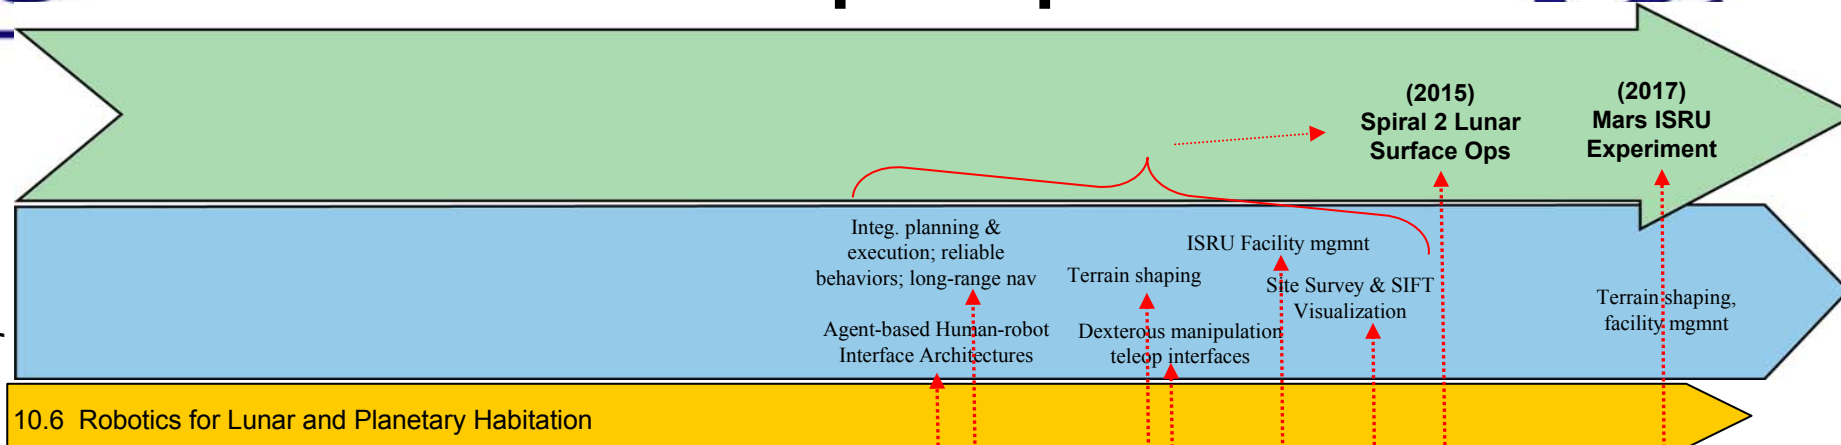 (2015)
Spiral 2 Lunar
Surface Ops
(2017)
Mars ISRU
Experiment
Integ. planning &
execution; reliable
behaviors; long-range nav
Agent-based Human-robot
Interface Architectures
Terrain shaping
Dexterous manipulation
teleop interfaces
ISRU Facility mgmnt
Site Survey & SIFT
Visualization
Terrain shaping,
facility mgmnt
10.6 Robotics for Lunar and Planetary Habitation